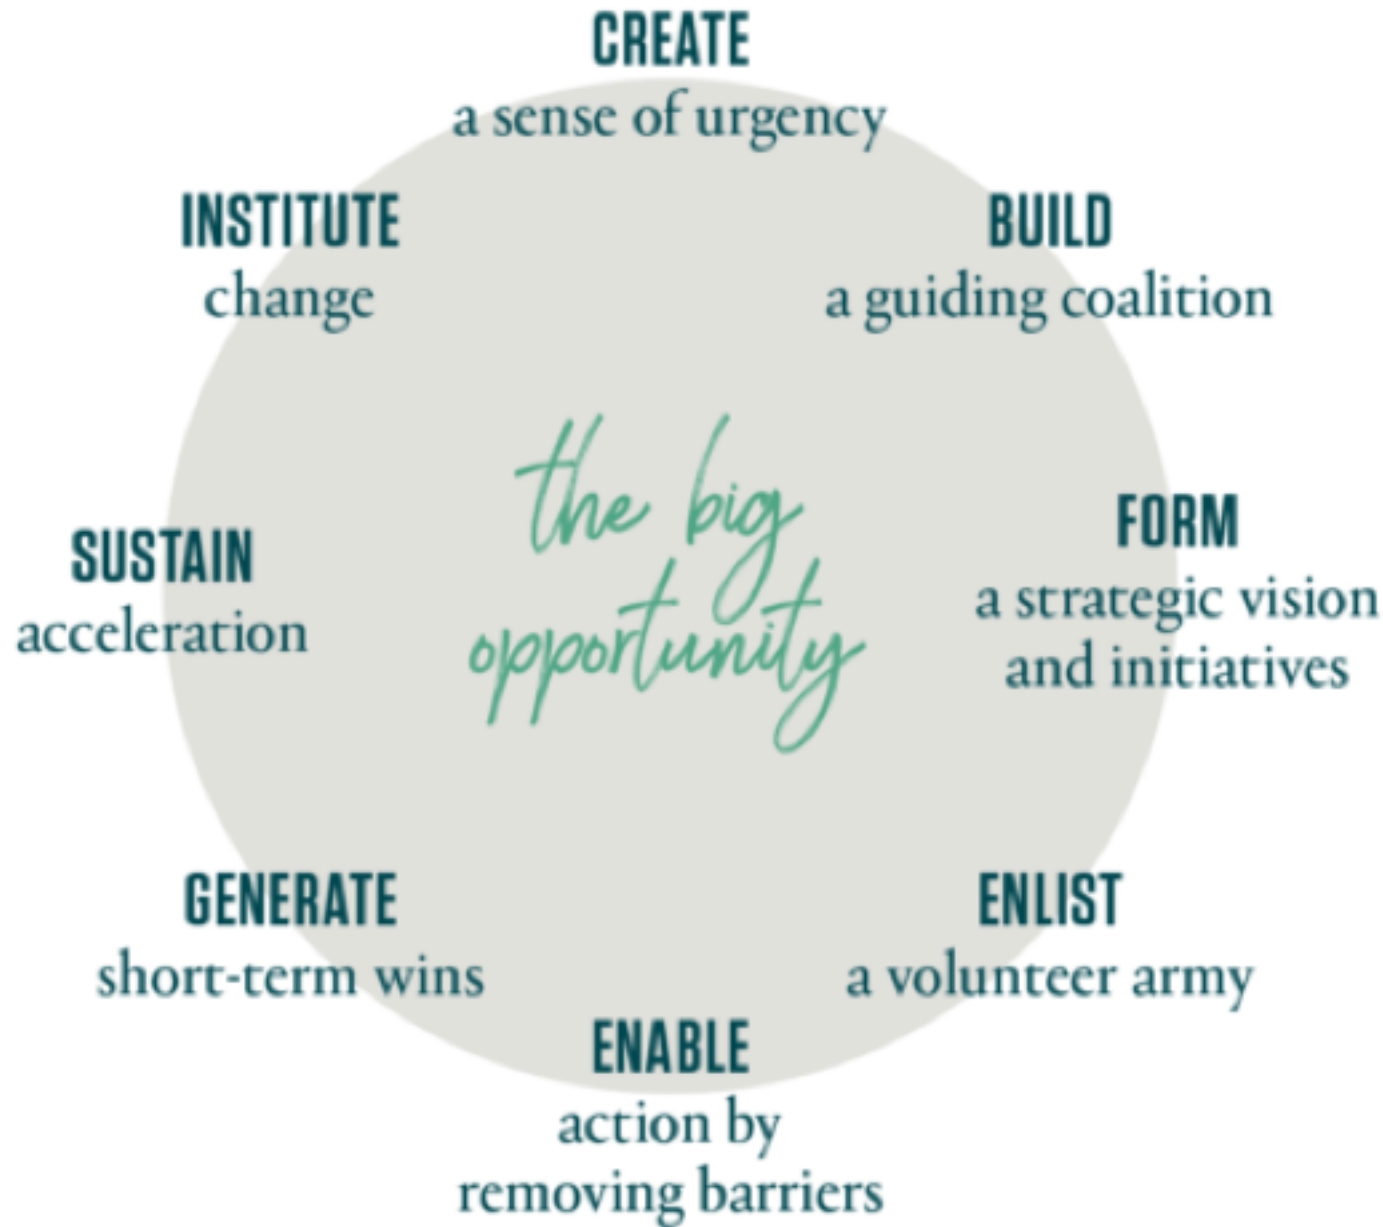 CREATE
a sense of urgency
BUILD
a guiding coalition
FORM
a strategic vision
and initiatives
ENLIST
a volunteer army
ENABLE
action by
removing barriers
GENERATE
short-term wins
SUSTAIN
acceleration
INSTITUTE
change
the big
opportunity